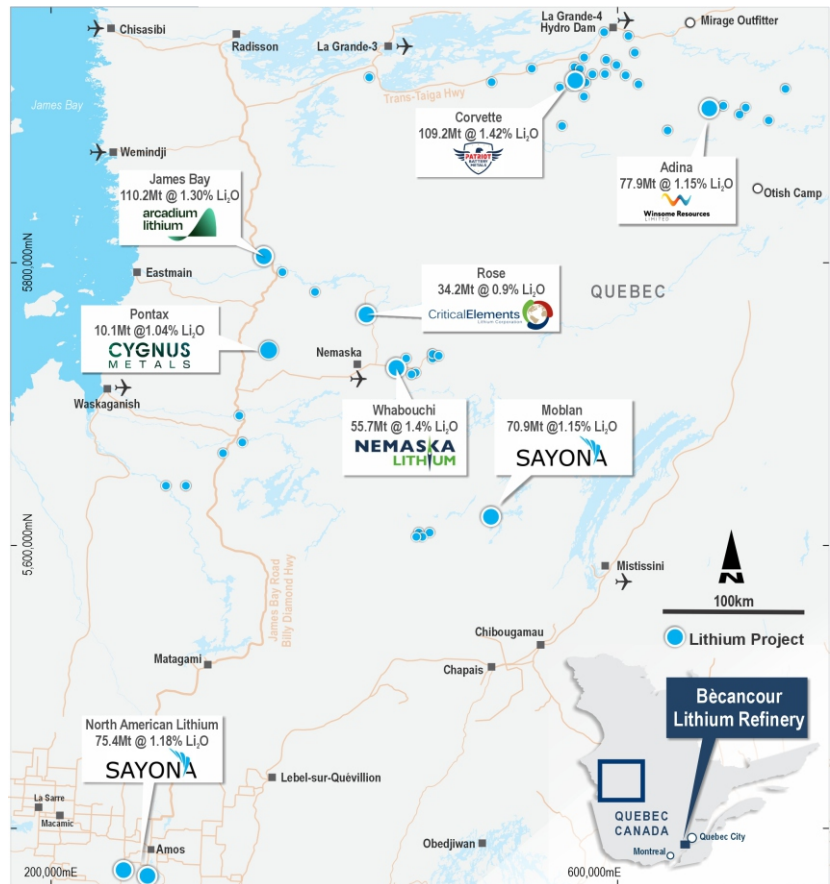 Chisasibi
Radisson
La Grande-3
La Grande-4
Hydro Dam
Mirage Outfitter
James Bay
Trans-Taiga Hwy
Corvette
109.2Mt @ 1.42% Li₂O
PATRIOT
BATTERY METALS
Wemindji
Adina
77.9Mt @ 1.15% Li₂O
Winsome Resources
LIMITED
Otish Camp
James Bay
110.2Mt @ 1.30% Li₂O
arcadium
lithium
5800,000mN
Eastmain
Rose
34.2Mt @ 0.9% Li₂O
CriticalElements
Lithium Corporation
QUEBEC
Pontax
10.1Mt @1.04% Li₂O
CYGNUS
METALS
Nemaska
Waskaganish
Whabouchi
55.7Mt @ 1.4% Li₂O
NEMASKA
LITHIUM
Moblan
70.9Mt @1.15% Li₂O
SAYONA
5,600,000mN
Mistissini
N
100km
Lithium Project
James Bay Road
Billy Diamond Hwy
Chibougamau
Matagami
Chapais
Bècancour
Lithium Refinery
North American Lithium
75.4Mt @ 1.18% Li₂O
SAYONA
Lebel-sur-Quévillion
La Sarre
Macamic
QUEBEC
CANADA
Quebec City
Montreal
Amos
Obedjiwan
200,000mE
600,000mE